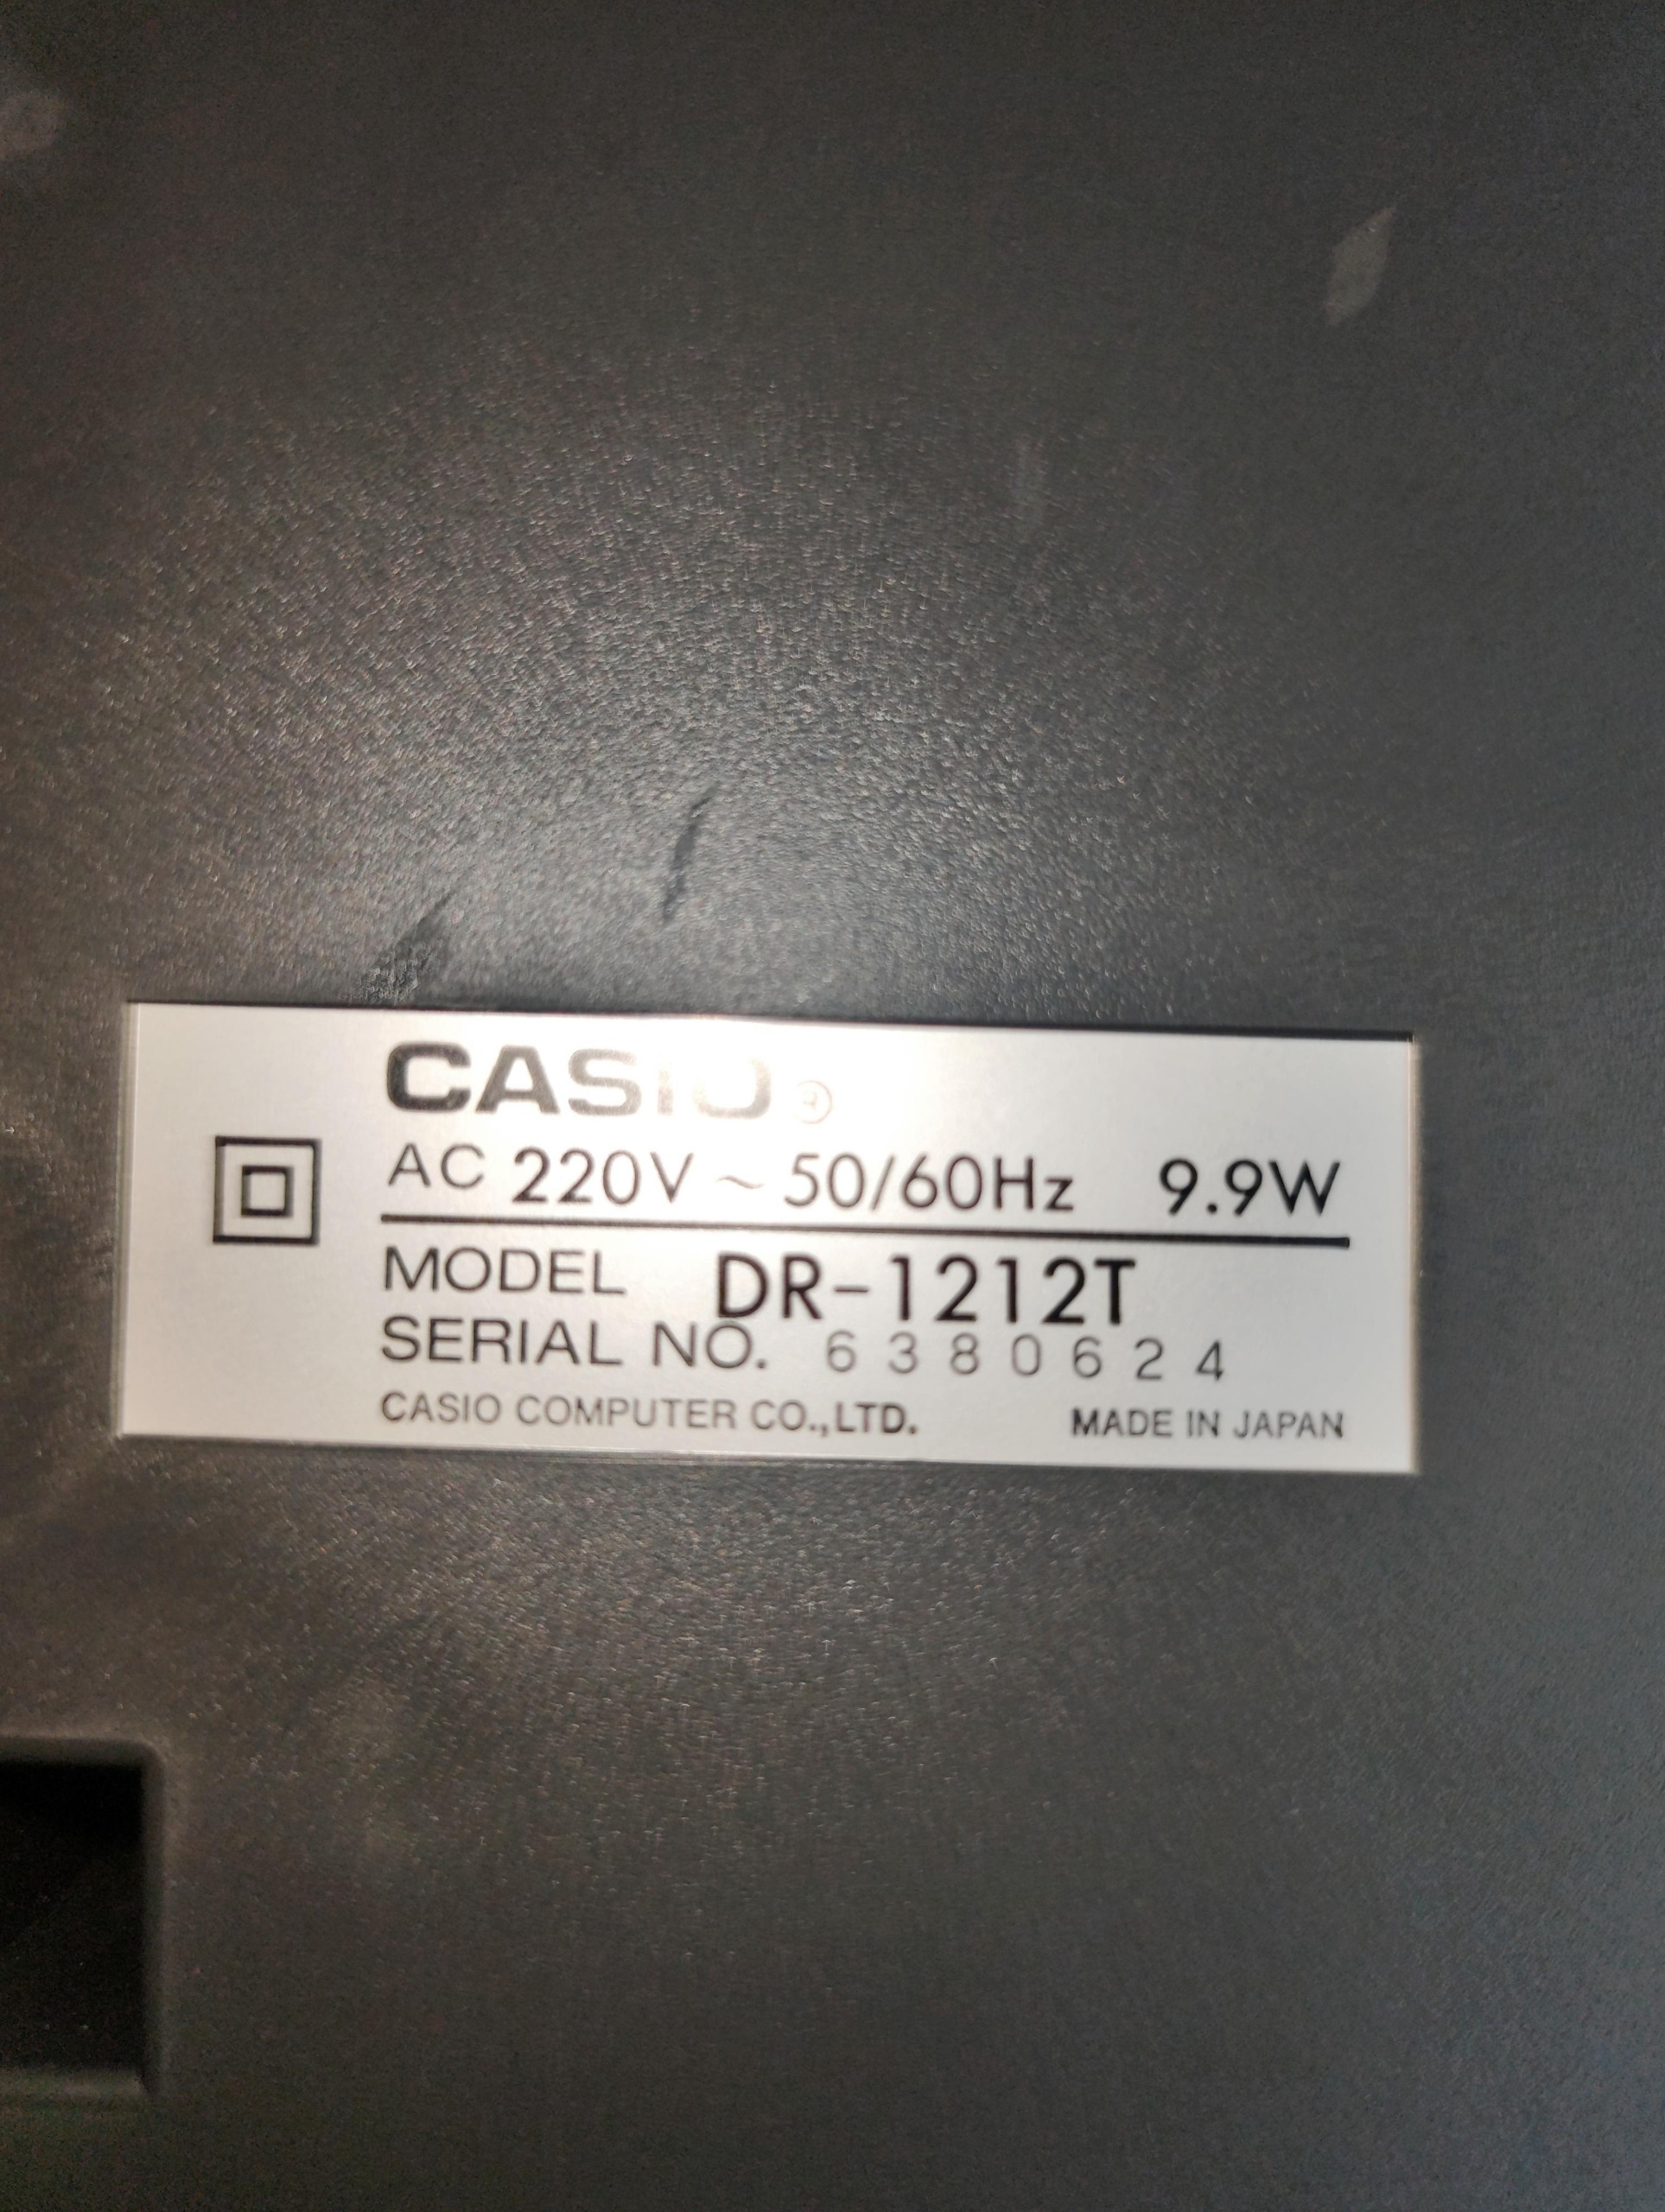 CASIO®
AC 220V ~ 50/60Hz 9.9W
MODEL DR-1212T
SERIAL NO. 6380624
CASIO COMPUTER CO.,LTD. MADE IN JAPAN